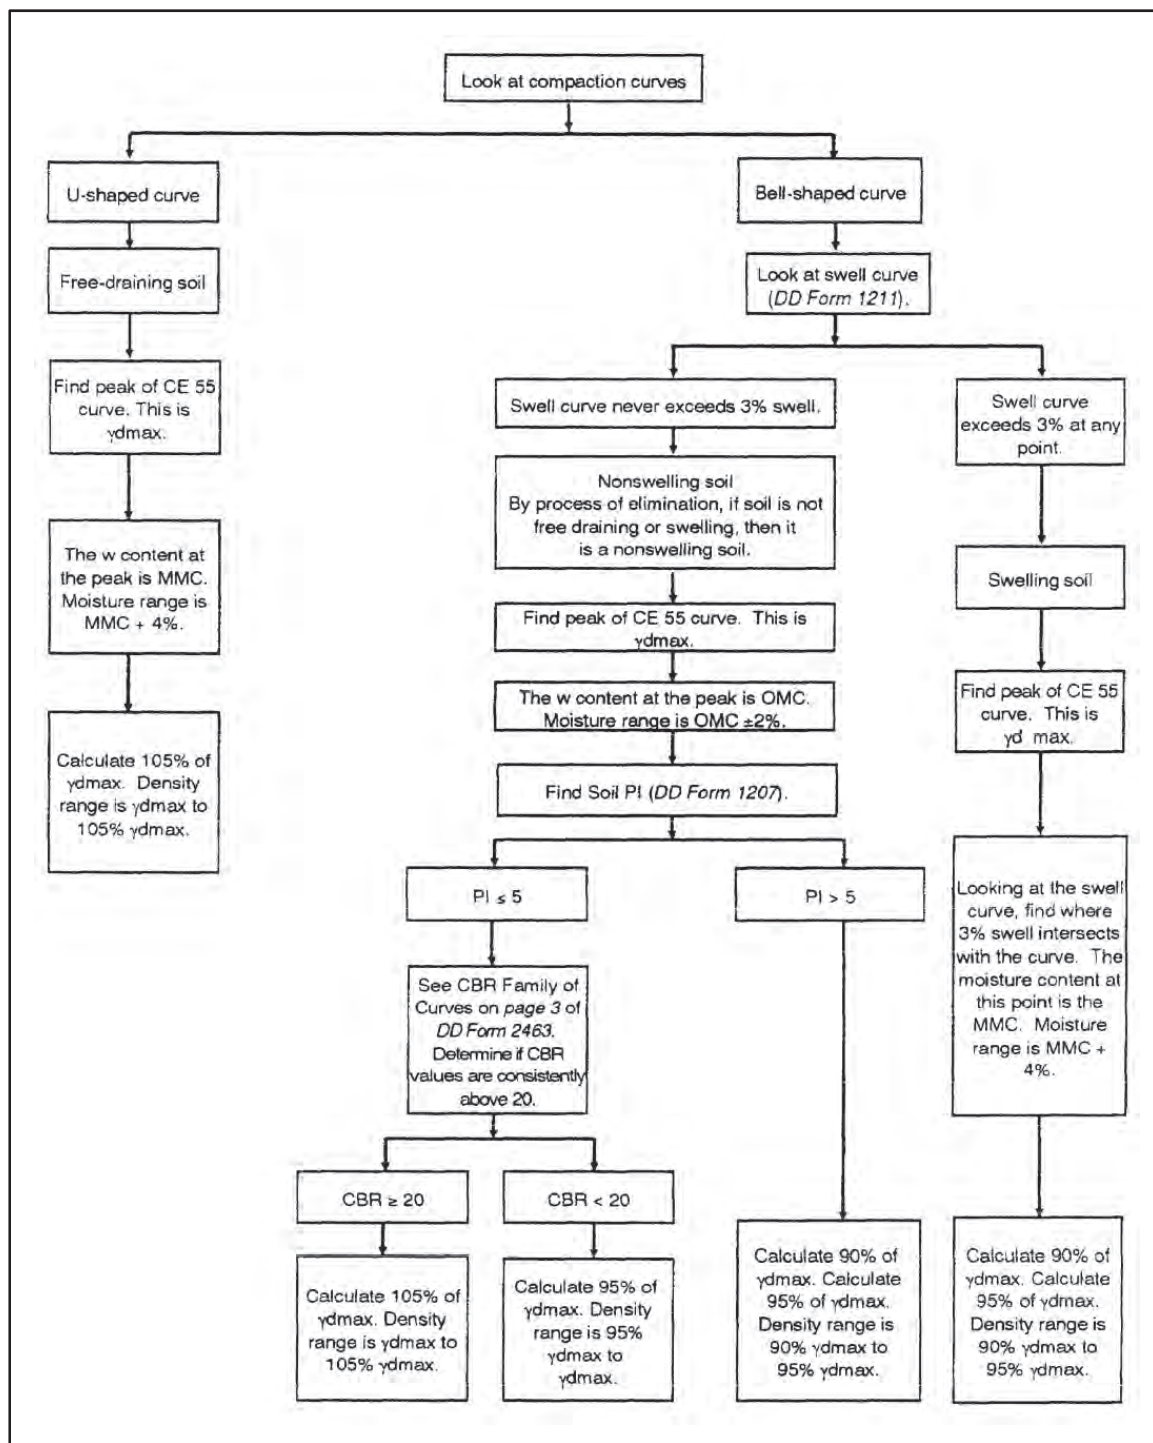 Look at compaction curves
U-shaped curve
Free-draining soil
Find peak of CE 55
curve. This is
γdmax.
The w content at
the peak is MMC.
Moisture range is
MMC + 4%.
Calculate 105% of
γdmax. Density
range is γdmax to
105% γdmax.
Bell-shaped curve
Look at swell curve
(DD Form 1211).
Swell curve never exceeds 3% swell.
Nonswelling soil
By process of elimination, if soil is not
free draining or swelling, then it
is a nonswelling soil.
Find peak of CE 55 curve. This is
γdmax.
The w content at the peak is OMC.
Moisture range is OMC ±2%.
Find Soil PI (DD Form 1207).
PI ≤ 5
See CBR Family of
Curves on page 3 of
DD Form 2463.
Determine if CBR
values are consistently
above 20.
CBR ≥ 20
Calculate 105% of
γdmax. Density
range is γdmax to
105% γdmax.
CBR < 20
Calculate 95% of
γdmax. Density
range is 95%
γdmax to
γdmax.
PI > 5
Calculate 90% of
γdmax. Calculate
95% of γdmax.
Density range is
90% γdmax to
95% γdmax.
Swell curve
exceeds 3% at any
point.
Swelling soil
Find peak of CE 55
curve. This is
γd max.
Looking at the swell
curve, find where
3% swell intersects
with the curve. The
moisture content at
this point is the
MMC. Moisture
range is MMC +
4%.
Calculate 90% of
γdmax. Calculate
95% of γdmax.
Density range is
90% γdmax to
95% γdmax.